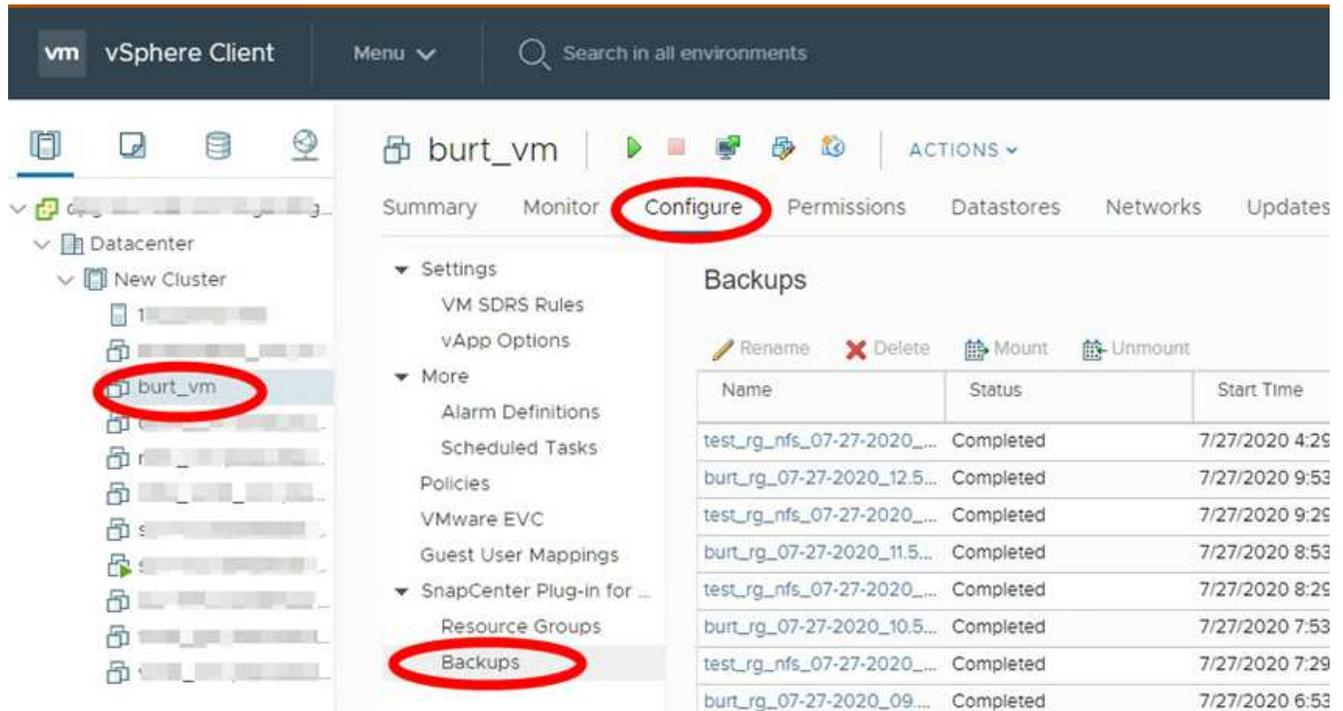 vm vSphere Client Menu Search in all environments
burt_vm ACTIONS
Summary Monitor Configure Permissions Datastores Networks Updates
Datacenter
New Cluster
burt_vm
Settings
VM SDRS Rules
vApp Options
More
Alarm Definitions
Scheduled Tasks
Policies
VMware EVC
Guest User Mappings
SnapCenter Plug-in for ...
Resource Groups
Backups
Backups
Rename Delete Mount Unmount
Name Status Start Time
test_rg_nfs_07-27-2020_... Completed 7/27/2020 4:29
burt_rg_07-27-2020_12.5... Completed 7/27/2020 9:53
test_rg_nfs_07-27-2020_... Completed 7/27/2020 9:29
burt_rg_07-27-2020_11.5... Completed 7/27/2020 8:53
test_rg_nfs_07-27-2020_... Completed 7/27/2020 8:29
burt_rg_07-27-2020_10.5... Completed 7/27/2020 7:53
test_rg_nfs_07-27-2020_... Completed 7/27/2020 7:29
burt_rg_07-27-2020_09.... Completed 7/27/2020 6:53